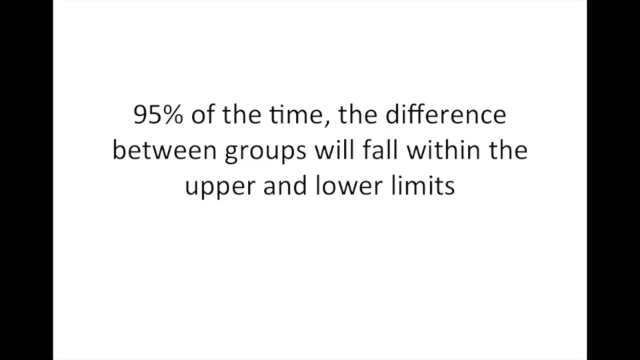 95% of the time, the difference
between groups will fall within the
upper and lower limits